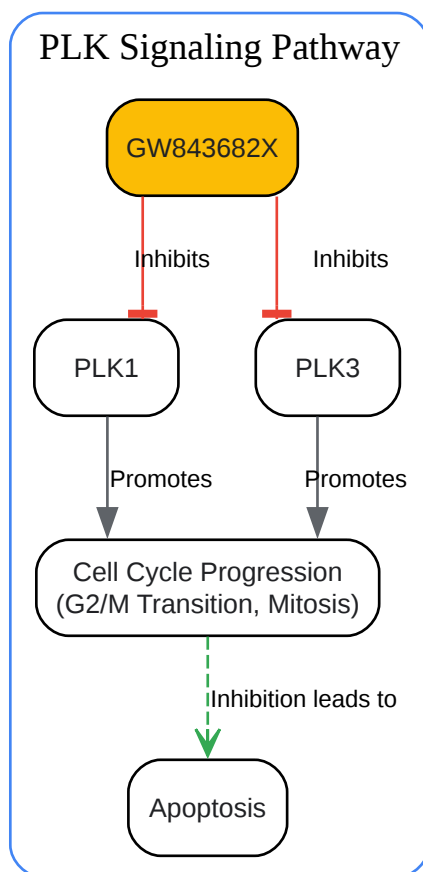 PLK Signaling Pathway
GW843682X
Inhibits
Inhibits
PLK1
PLK3
Promotes
Promotes
Cell Cycle Progression
(G2/M Transition, Mitosis)
Inhibition leads to
Apoptosis